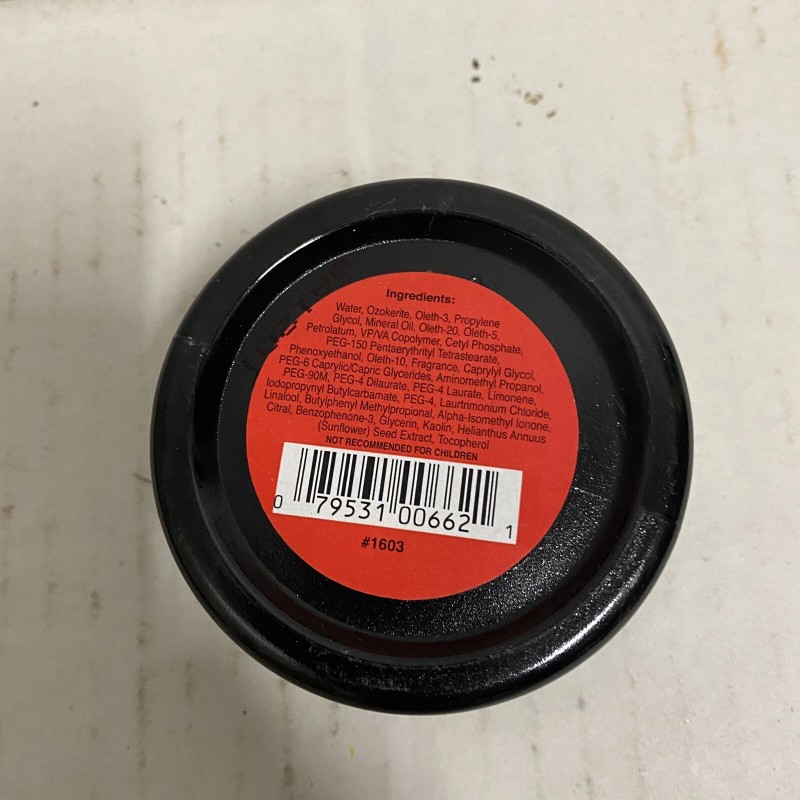 Ingredients:
Water, Ozokerite, Oleth-3, Propylene
Glycol, Mineral Oil, Oleth-20, Oleth-5,
Petrolatum, VP/VA Copolymer, Cetyl Phosphate,
PEG-150 Pentaerythrityl Tetrastearate,
Phenoxyethanol, Oleth-10, Fragrance, Caprylyl Glycol,
PEG-6 Caprylic/Capric Glycerides, Aminomethyl Propanol,
PEG-90M, PEG-4 Dilaurate, PEG-4 Laurate, Limonene,
Iodopropynyl Butylcarbamate, PEG-4, Laurtrimonium Chloride,
Linalool, Butylphenyl Methylpropional, Alpha-Isomethyl Ionone,
Citral, Benzophenone-3, Glycerin, Kaolin, Helianthus Annuus
(Sunflower) Seed Extract, Tocopherol
NOT RECOMMENDED FOR CHILDREN
0 79531 00662 1
#1603